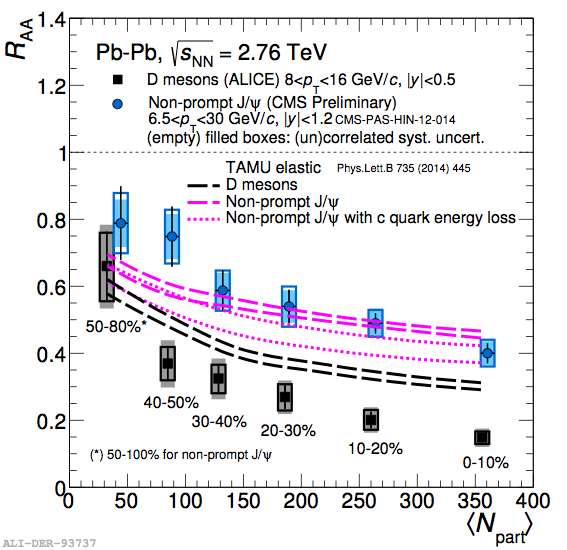 R_AA
1.4
1.2
1
0.8
0.6
0.4
0.2
0
Pb-Pb, √s_NN = 2.76 TeV
D mesons (ALICE) 8<p_T<16 GeV/c, |y|<0.5
Non-prompt J/ψ (CMS Preliminary)
6.5<p_T<30 GeV/c, |y|<1.2 CMS-PAS-HIN-12-014
(empty) filled boxes: (un)correlated syst. uncert.
TAMU elastic Phys.Lett.B 735 (2014) 445
D mesons
Non-prompt J/ψ
Non-prompt J/ψ with c quark energy loss
50-80%*
40-50%
30-40%
20-30%
10-20%
0-10%
(*) 50-100% for non-prompt J/ψ
0 50 100 150 200 250 300 350 400
⟨N_part⟩
ALI-DER-93737